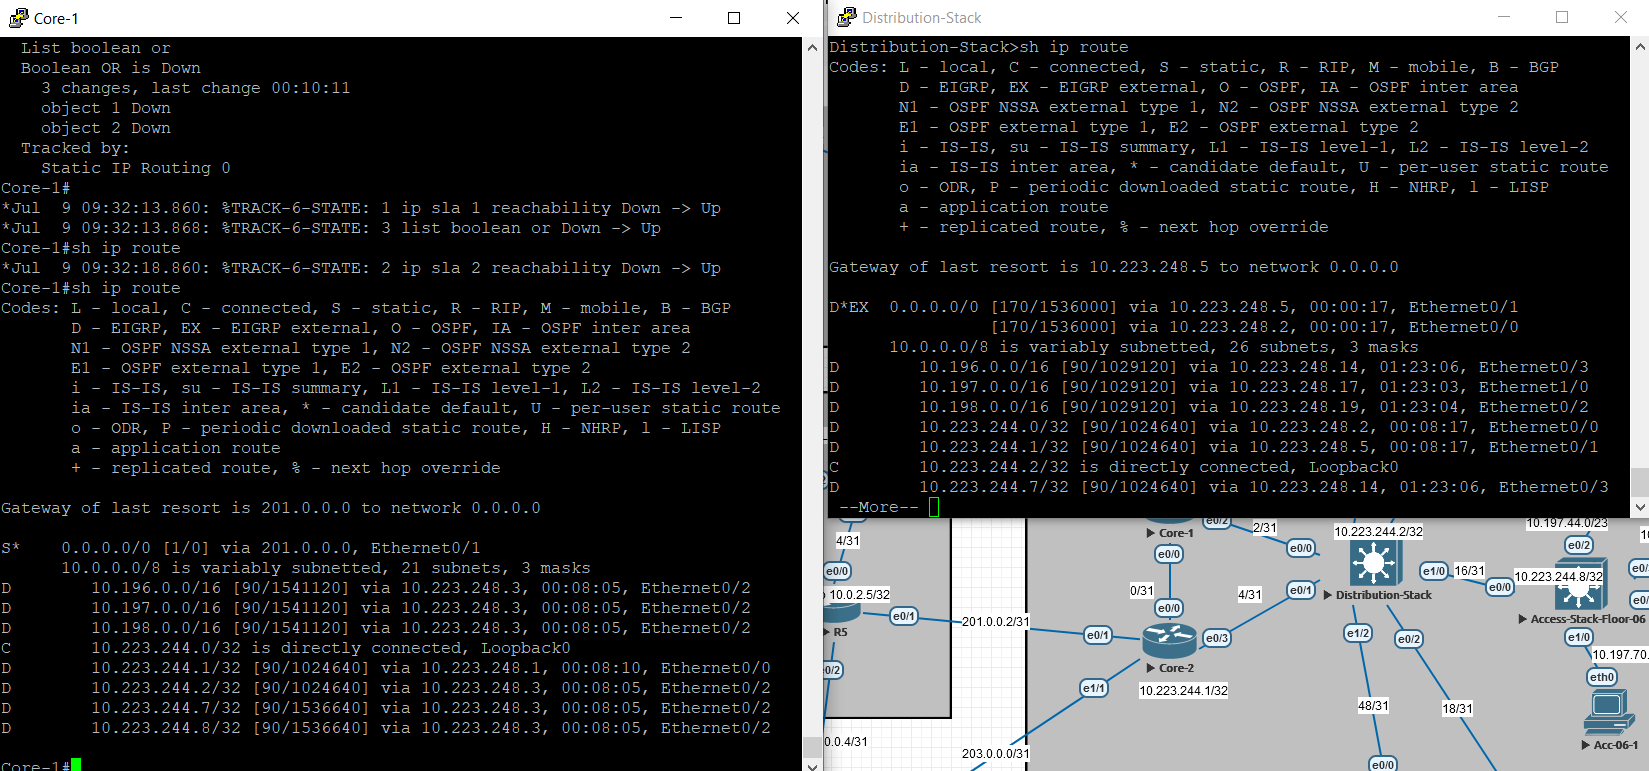 Core-1
List boolean or
Boolean OR is Down
3 changes, last change 00:10:11
object 1 Down
object 2 Down
Tracked by:
Static IP Routing 0
Core-1#
*Jul  9 09:32:13.860: %TRACK-6-STATE: 1 ip sla 1 reachability Down -> Up
*Jul  9 09:32:13.868: %TRACK-6-STATE: 3 list boolean or Down -> Up
Core-1#sh ip route
*Jul  9 09:32:18.860: %TRACK-6-STATE: 2 ip sla 2 reachability Down -> Up
Core-1#sh ip route
Codes: L - local, C - connected, S - static, R - RIP, M - mobile, B - BGP
D - EIGRP, EX - EIGRP external, O - OSPF, IA - OSPF inter area
N1 - OSPF NSSA external type 1, N2 - OSPF NSSA external type 2
E1 - OSPF external type 1, E2 - OSPF external type 2
i - IS-IS, su - IS-IS summary, L1 - IS-IS level-1, L2 - IS-IS level-2
ia - IS-IS inter area, * - candidate default, U - per-user static route
o - ODR, P - periodic downloaded static route, H - NHRP, l - LISP
a - application route
+ - replicated route, % - next hop override
Gateway of last resort is 201.0.0.0 to network 0.0.0.0
S*    0.0.0.0/0 [1/0] via 201.0.0.0, Ethernet0/1
10.0.0.0/8 is variably subnetted, 21 subnets, 3 masks
D        10.196.0.0/16 [90/1541120] via 10.223.248.3, 00:08:05, Ethernet0/2
D        10.197.0.0/16 [90/1541120] via 10.223.248.3, 00:08:05, Ethernet0/2
D        10.198.0.0/16 [90/1541120] via 10.223.248.3, 00:08:05, Ethernet0/2
C        10.223.244.0/32 is directly connected, Loopback0
D        10.223.244.1/32 [90/1024640] via 10.223.248.1, 00:08:10, Ethernet0/0
D        10.223.244.2/32 [90/1024640] via 10.223.248.3, 00:08:05, Ethernet0/2
D        10.223.244.7/32 [90/1536640] via 10.223.248.3, 00:08:05, Ethernet0/2
D        10.223.244.8/32 [90/1536640] via 10.223.248.3, 00:08:05, Ethernet0/2
Core-1#
Distribution-Stack
Distribution-Stack>sh ip route
Codes: L - local, C - connected, S - static, R - RIP, M - mobile, B - BGP
D - EIGRP, EX - EIGRP external, O - OSPF, IA - OSPF inter area
N1 - OSPF NSSA external type 1, N2 - OSPF NSSA external type 2
E1 - OSPF external type 1, E2 - OSPF external type 2
i - IS-IS, su - IS-IS summary, L1 - IS-IS level-1, L2 - IS-IS level-2
ia - IS-IS inter area, * - candidate default, U - per-user static route
o - ODR, P - periodic downloaded static route, H - NHRP, l - LISP
a - application route
+ - replicated route, % - next hop override
Gateway of last resort is 10.223.248.5 to network 0.0.0.0
D*EX  0.0.0.0/0 [170/1536000] via 10.223.248.5, 00:00:17, Ethernet0/1
[170/1536000] via 10.223.248.2, 00:00:17, Ethernet0/0
10.0.0.0/8 is variably subnetted, 26 subnets, 3 masks
D        10.196.0.0/16 [90/1029120] via 10.223.248.14, 01:23:06, Ethernet0/3
D        10.197.0.0/16 [90/1029120] via 10.223.248.17, 01:23:03, Ethernet1/0
D        10.198.0.0/16 [90/1029120] via 10.223.248.19, 01:23:04, Ethernet0/2
D        10.223.244.0/32 [90/1024640] via 10.223.248.2, 00:08:17, Ethernet0/0
D        10.223.244.1/32 [90/1024640] via 10.223.248.5, 00:08:17, Ethernet0/1
C        10.223.244.2/32 is directly connected, Loopback0
D        10.223.244.7/32 [90/1024640] via 10.223.248.14, 01:23:06, Ethernet0/3
--More--
4/31
e0/0
10.0.2.5/32
R5
e0/1
e0/2
0.0.4/31
201.0.0.2/31
203.0.0.0/31
e0/2
Core-1
e0/0
0/31
e0/0
e0/1
e0/3
Core-2
e1/1
10.223.244.1/32
2/31
e0/0
4/31
e0/1
10.223.244.2/32
Distribution-Stack
e1/0
16/31
e0/0
e1/2
e0/2
48/31
18/31
e0/0
10.197.44.0/23
e0/2
10.223.244.8/32
Access-Stack-Floor-06
e1/0
10.197.70.
eth0
Acc-06-1